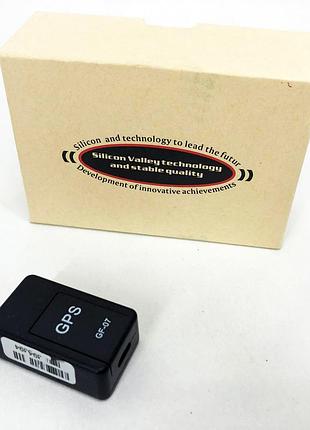 Silicon and technology to lead the futur
Silicon Valley technology
and stable quality
Development of innovative achievements
GPS
GF-07